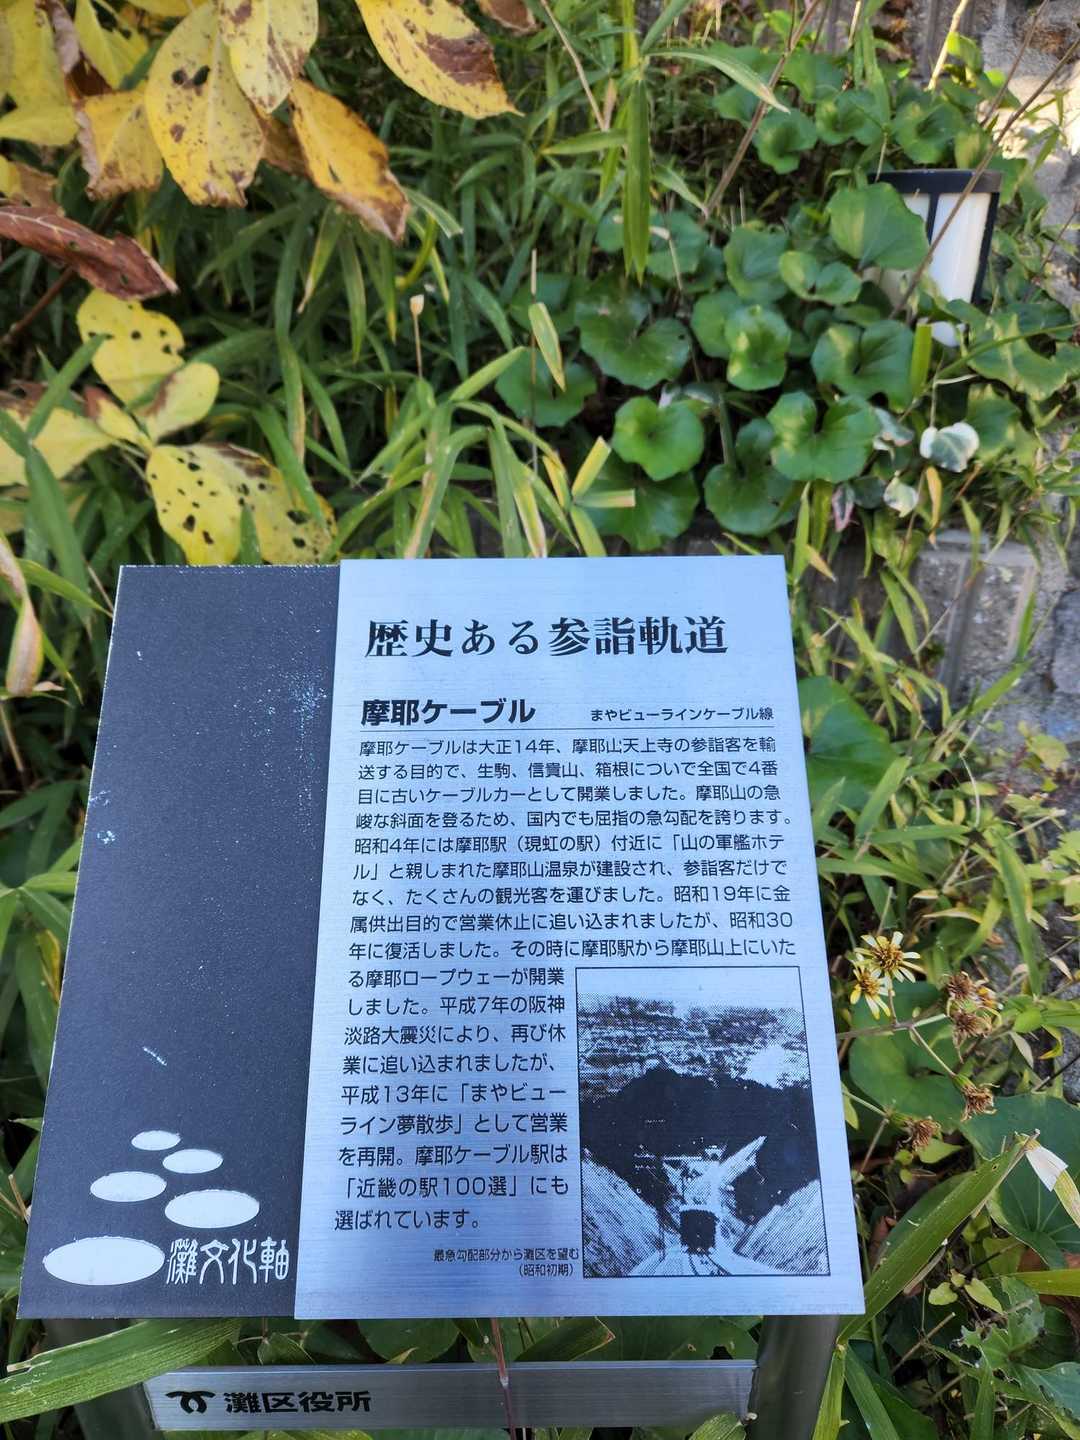 歴史ある参詣軌道
摩耶ケーブル まやビューラインケーブル線
摩耶ケーブルは大正14年、摩耶山天上寺の参詣客を輸
送する目的で、生駒、信貴山、箱根について全国で4番
目に古いケーブルカーとして開業しました。摩耶山の急
峻な斜面を登るため、国内でも屈指の急勾配を誇ります。
昭和4年には摩耶駅（現虹の駅）付近に「山の軍艦ホテ
ル」と親しまれた摩耶山温泉が建設され、参詣客だけで
なく、たくさんの観光客を運びました。昭和19年に金
属供出目的で営業休止に追い込まれましたが、昭和30
年に復活しました。その時に摩耶駅から摩耶山上にいた
る摩耶ロープウェーが開業
しました。平成7年の阪神
淡路大震災により、再び休
業に追い込まれましたが、
平成13年に「まやビュー
ライン夢散歩」として営業
を再開。摩耶ケーブル駅は
「近畿の駅100選」にも
選ばれています。
最急勾配部分から灘区を望む
（昭和初期）
灘文化軸
灘区役所